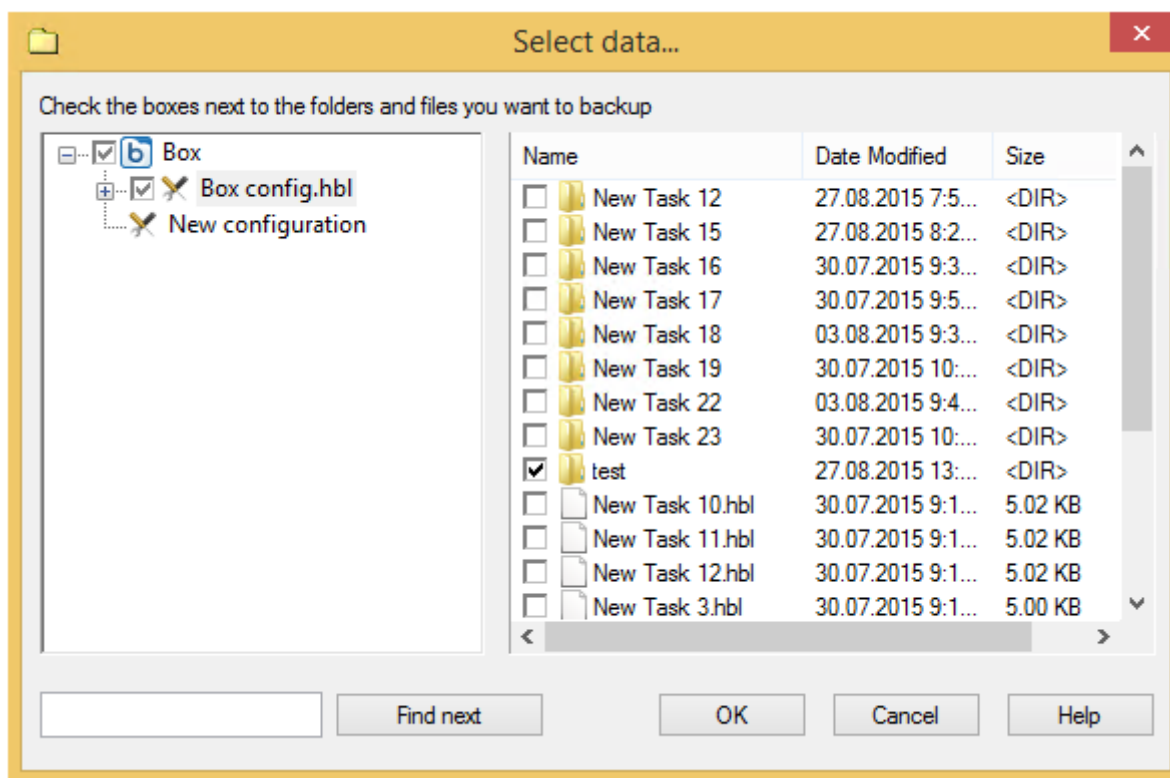 Select data...
Check the boxes next to the folders and files you want to backup
Box
Box config.hbl
New configuration
Name Date Modified Size
New Task 12 27.08.2015 7:5... <DIR>
New Task 15 27.08.2015 8:2... <DIR>
New Task 16 30.07.2015 9:3... <DIR>
New Task 17 30.07.2015 9:5... <DIR>
New Task 18 03.08.2015 9:3... <DIR>
New Task 19 30.07.2015 10:... <DIR>
New Task 22 03.08.2015 9:4... <DIR>
New Task 23 30.07.2015 10:... <DIR>
test 27.08.2015 13:... <DIR>
New Task 10.hbl 30.07.2015 9:1... 5.02 KB
New Task 11.hbl 30.07.2015 9:1... 5.02 KB
New Task 12.hbl 30.07.2015 9:1... 5.02 KB
New Task 3.hbl 30.07.2015 9:1... 5.00 KB
Find next OK Cancel Help